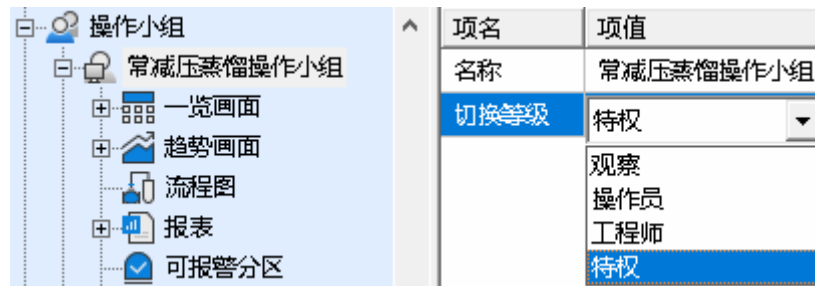 操作小组
常减压蒸馏操作小组
一览画面
趋势画面
流程图
报表
可报警分区
项名 项值
名称 常减压蒸馏操作小组
切换等级 特权
观察
操作员
工程师
特权